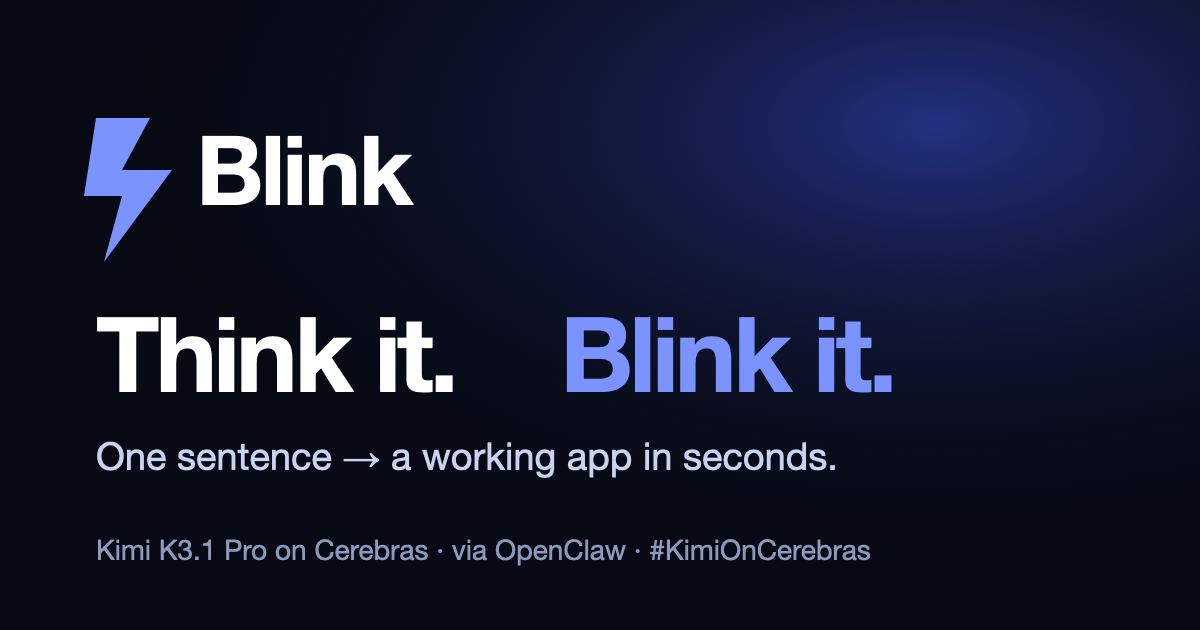 Blink
Think it. Blink it.
One sentence → a working app in seconds.
Kimi K3.1 Pro on Cerebras · via OpenClaw · #KimiOnCerebras